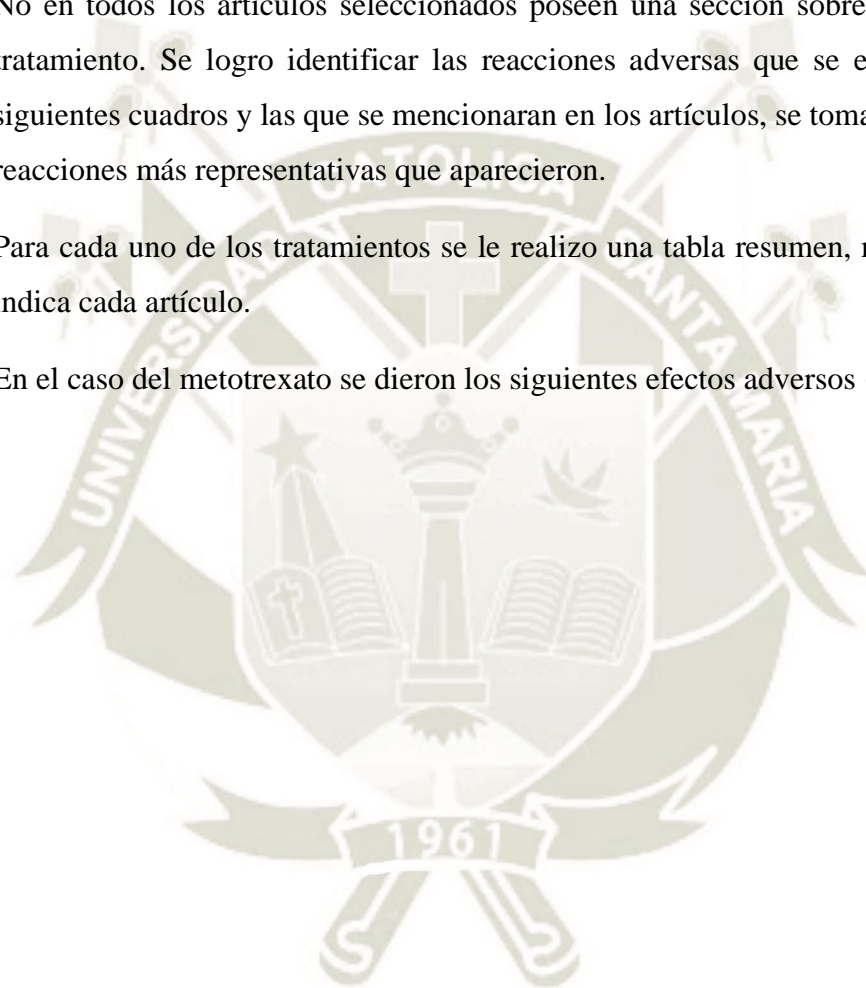 No en todos los artículos seleccionados poseen una sección sobre
tratamiento. Se logro identificar las reacciones adversas que se e
siguientes cuadros y las que se mencionaran en los artículos, se toma
reacciones más representativas que aparecieron.
Para cada uno de los tratamientos se le realizo una tabla resumen,
indica cada artículo.
En el caso del metotrexato se dieron los siguientes efectos adversos
CATOLICA
SANTA MARIA
1961